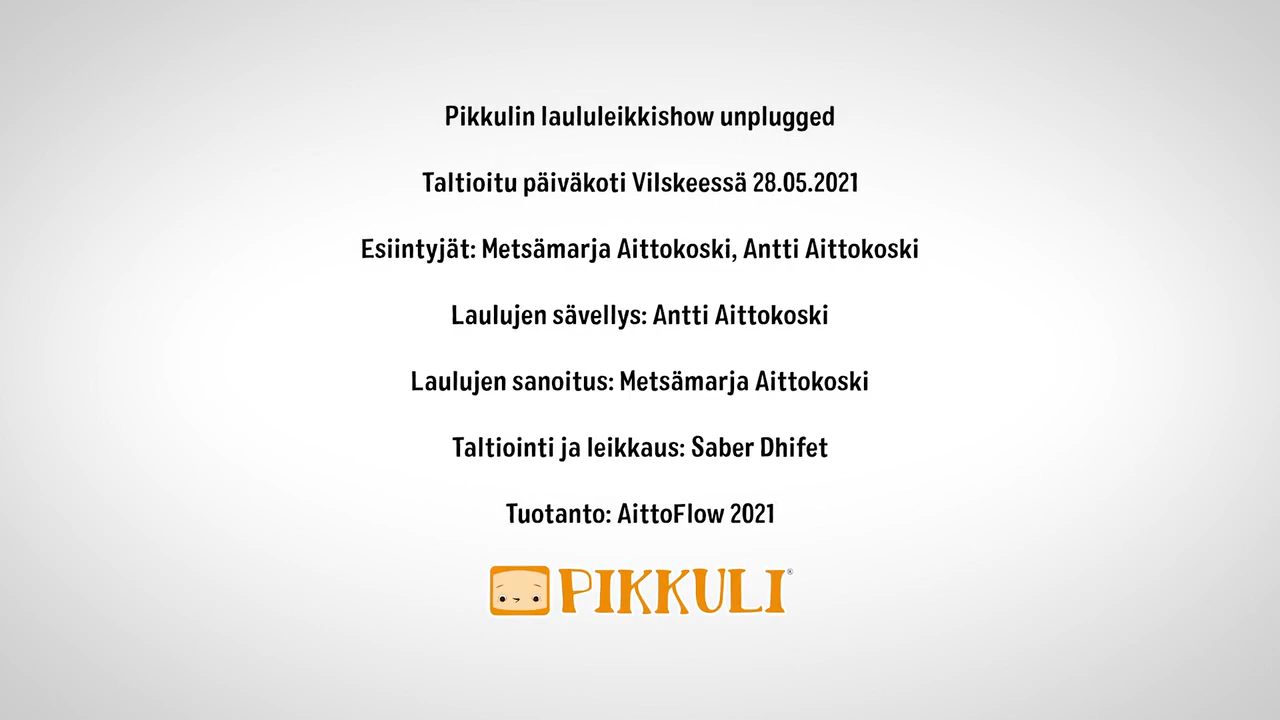 Pikkulin laululeikkishow unplugged
Taltioitu päiväkoti Vilskeessä 28.05.2021
Esiintyjät: Metsämarja Aittokoski, Antti Aittokoski
Laulujen sävellys: Antti Aittokoski
Laulujen sanoitus: Metsämarja Aittokoski
Taltiointi ja leikkaus: Saber Dhifet
Tuotanto: AittoFlow 2021
PIKKULI®